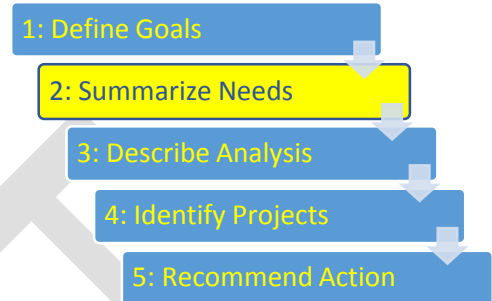 1: Define Goals
2: Summarize Needs
3: Describe Analysis
4: Identify Projects
5: Recommend Action